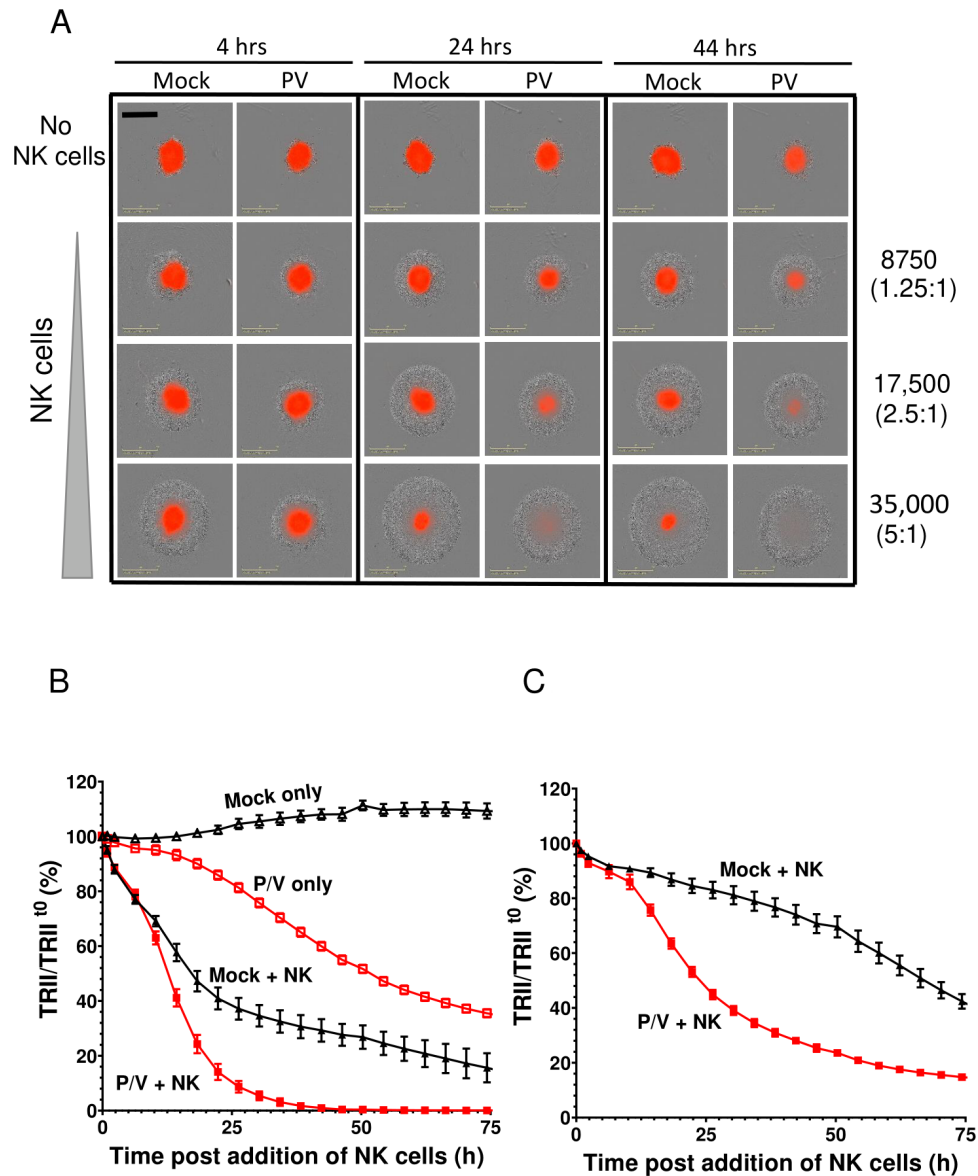 A
4 hrs 24 hrs 44 hrs
Mock PV Mock PV Mock PV
No
NK cells
NK cells
8750
(1.25:1)
17,500
(2.5:1)
35,000
(5:1)
B
TRII/TRII t0 (%)
120
100
80
60
40
20
0
Mock only
P/V only
Mock + NK
P/V + NK
0 25 50 75
Time post addition of NK cells (h)
C
TRII/TRII t0 (%)
120
100
80
60
40
20
0
Mock + NK
P/V + NK
0 25 50 75
Time post addition of NK cells (h)